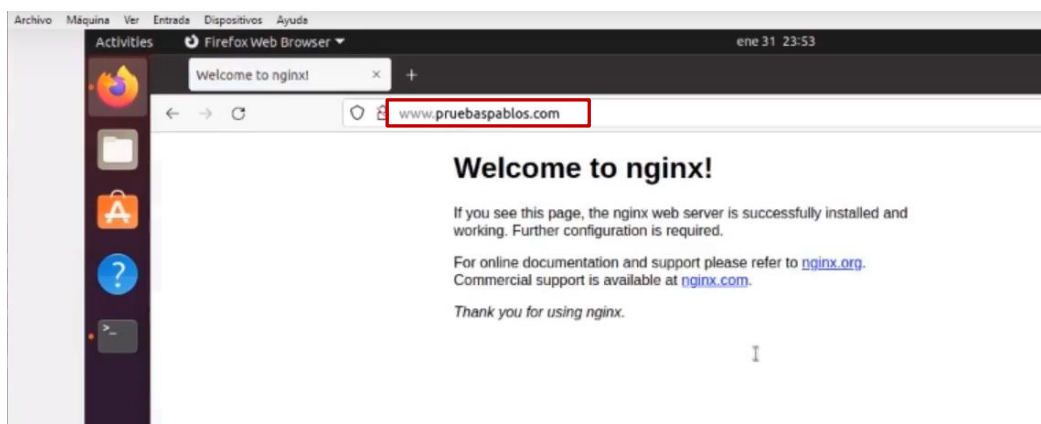 Archivo Máquina Ver Entrada Dispositivos Ayuda
Activities Firefox Web Browser ene 31 23:53
Welcome to nginx! × +
www.pruebaspablos.com
Welcome to nginx!
If you see this page, the nginx web server is successfully installed and
working. Further configuration is required.
For online documentation and support please refer to nginx.org.
Commercial support is available at nginx.com.
Thank you for using nginx.